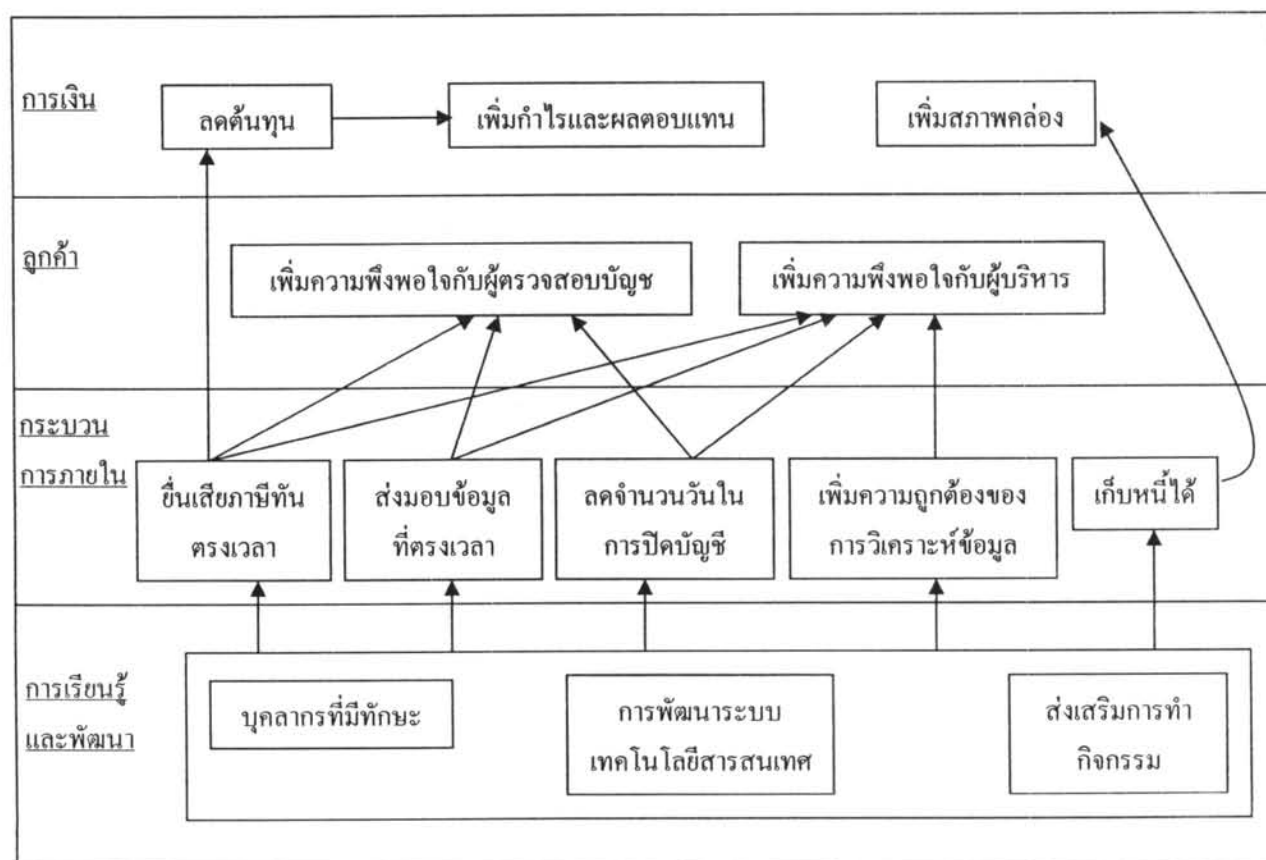 การเงิน
ลดต้นทุน
เพิ่มกำไรและผลตอบแทน
เพิ่มสภาพคล่อง
ลูกค้า
เพิ่มความพึงพอใจกับผู้ตรวจสอบบัญช
เพิ่มความพึงพอใจกับผู้บริหาร
กระบวน
การภายใน
ยื่นเสียภาษีทัน
ตรงเวลา
ส่งมอบข้อมูล
ที่ตรงเวลา
ลดจำนวนวันใน
การปิดบัญชี
เพิ่มความถูกต้องของ
การวิเคราะห์ข้อมูล
เก็บหนี้ได้
การเรียนรู้
และพัฒนา
บุคลากรที่มีทักษะ
การพัฒนาระบบ
เทคโนโลยีสารสนเทศ
ส่งเสริมการทำ
กิจกรรม